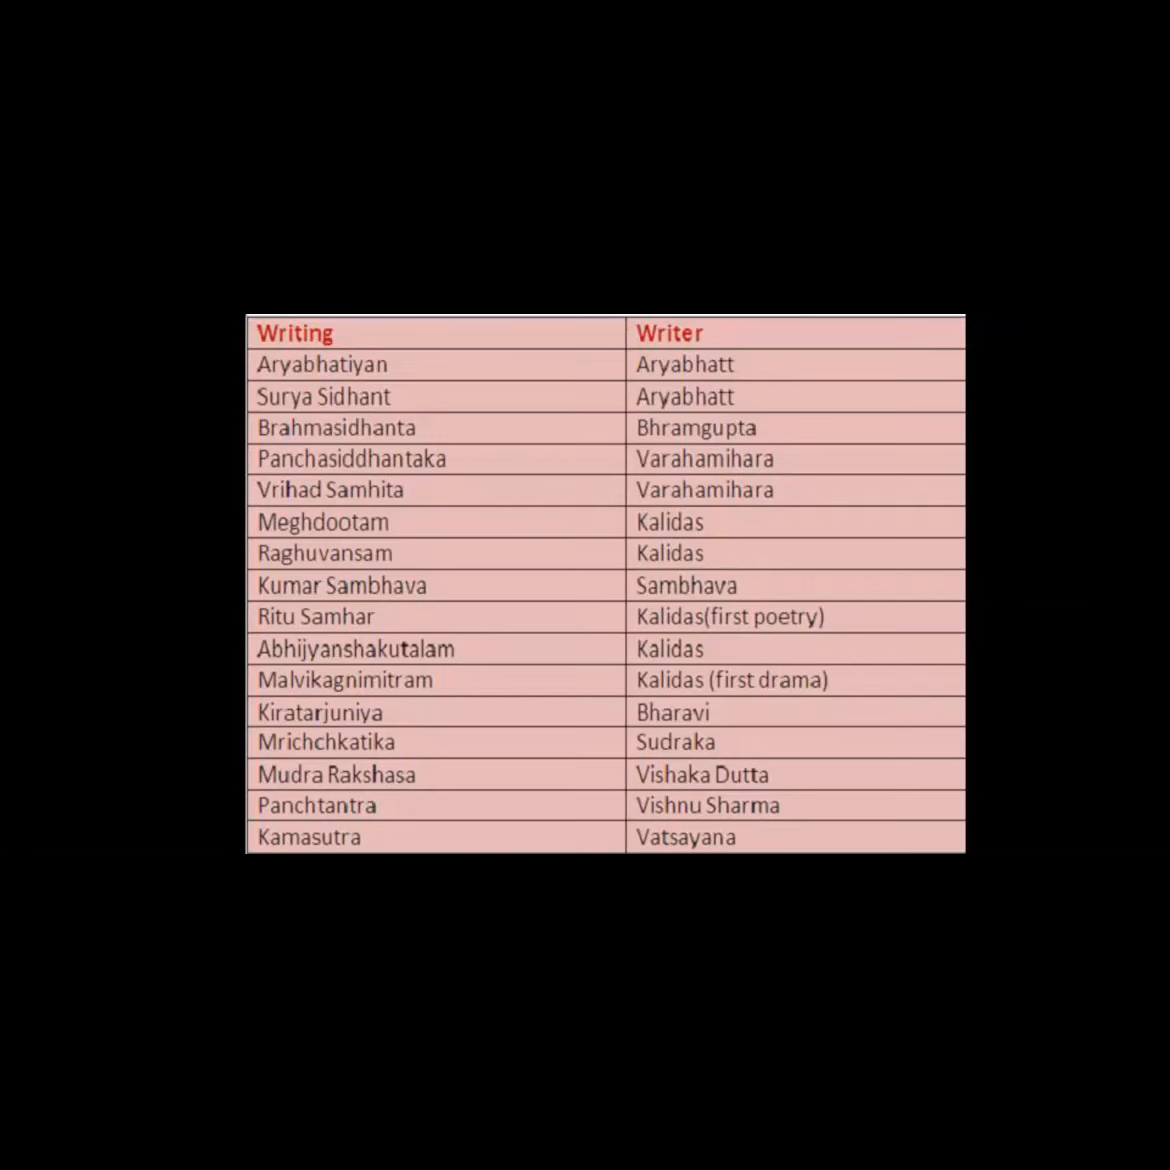 Writing Writer
Aryabhatiyan Aryabhatt
Surya Sidhant Aryabhatt
Brahmasidhanta Bhramgupta
Panchasiddhantaka Varahamihara
Vrihad Samhita Varahamihara
Meghdootam Kalidas
Raghuvansam Kalidas
Kumar Sambhava Sambhava
Ritu Samhar Kalidas(first poetry)
Abhijyanshakutalam Kalidas
Malvikagnimitram Kalidas (first drama)
Kiratarjuniya Bharavi
Mrichchkatika Sudraka
Mudra Rakshasa Vishaka Dutta
Panchtantra Vishnu Sharma
Kamasutra Vatsayana